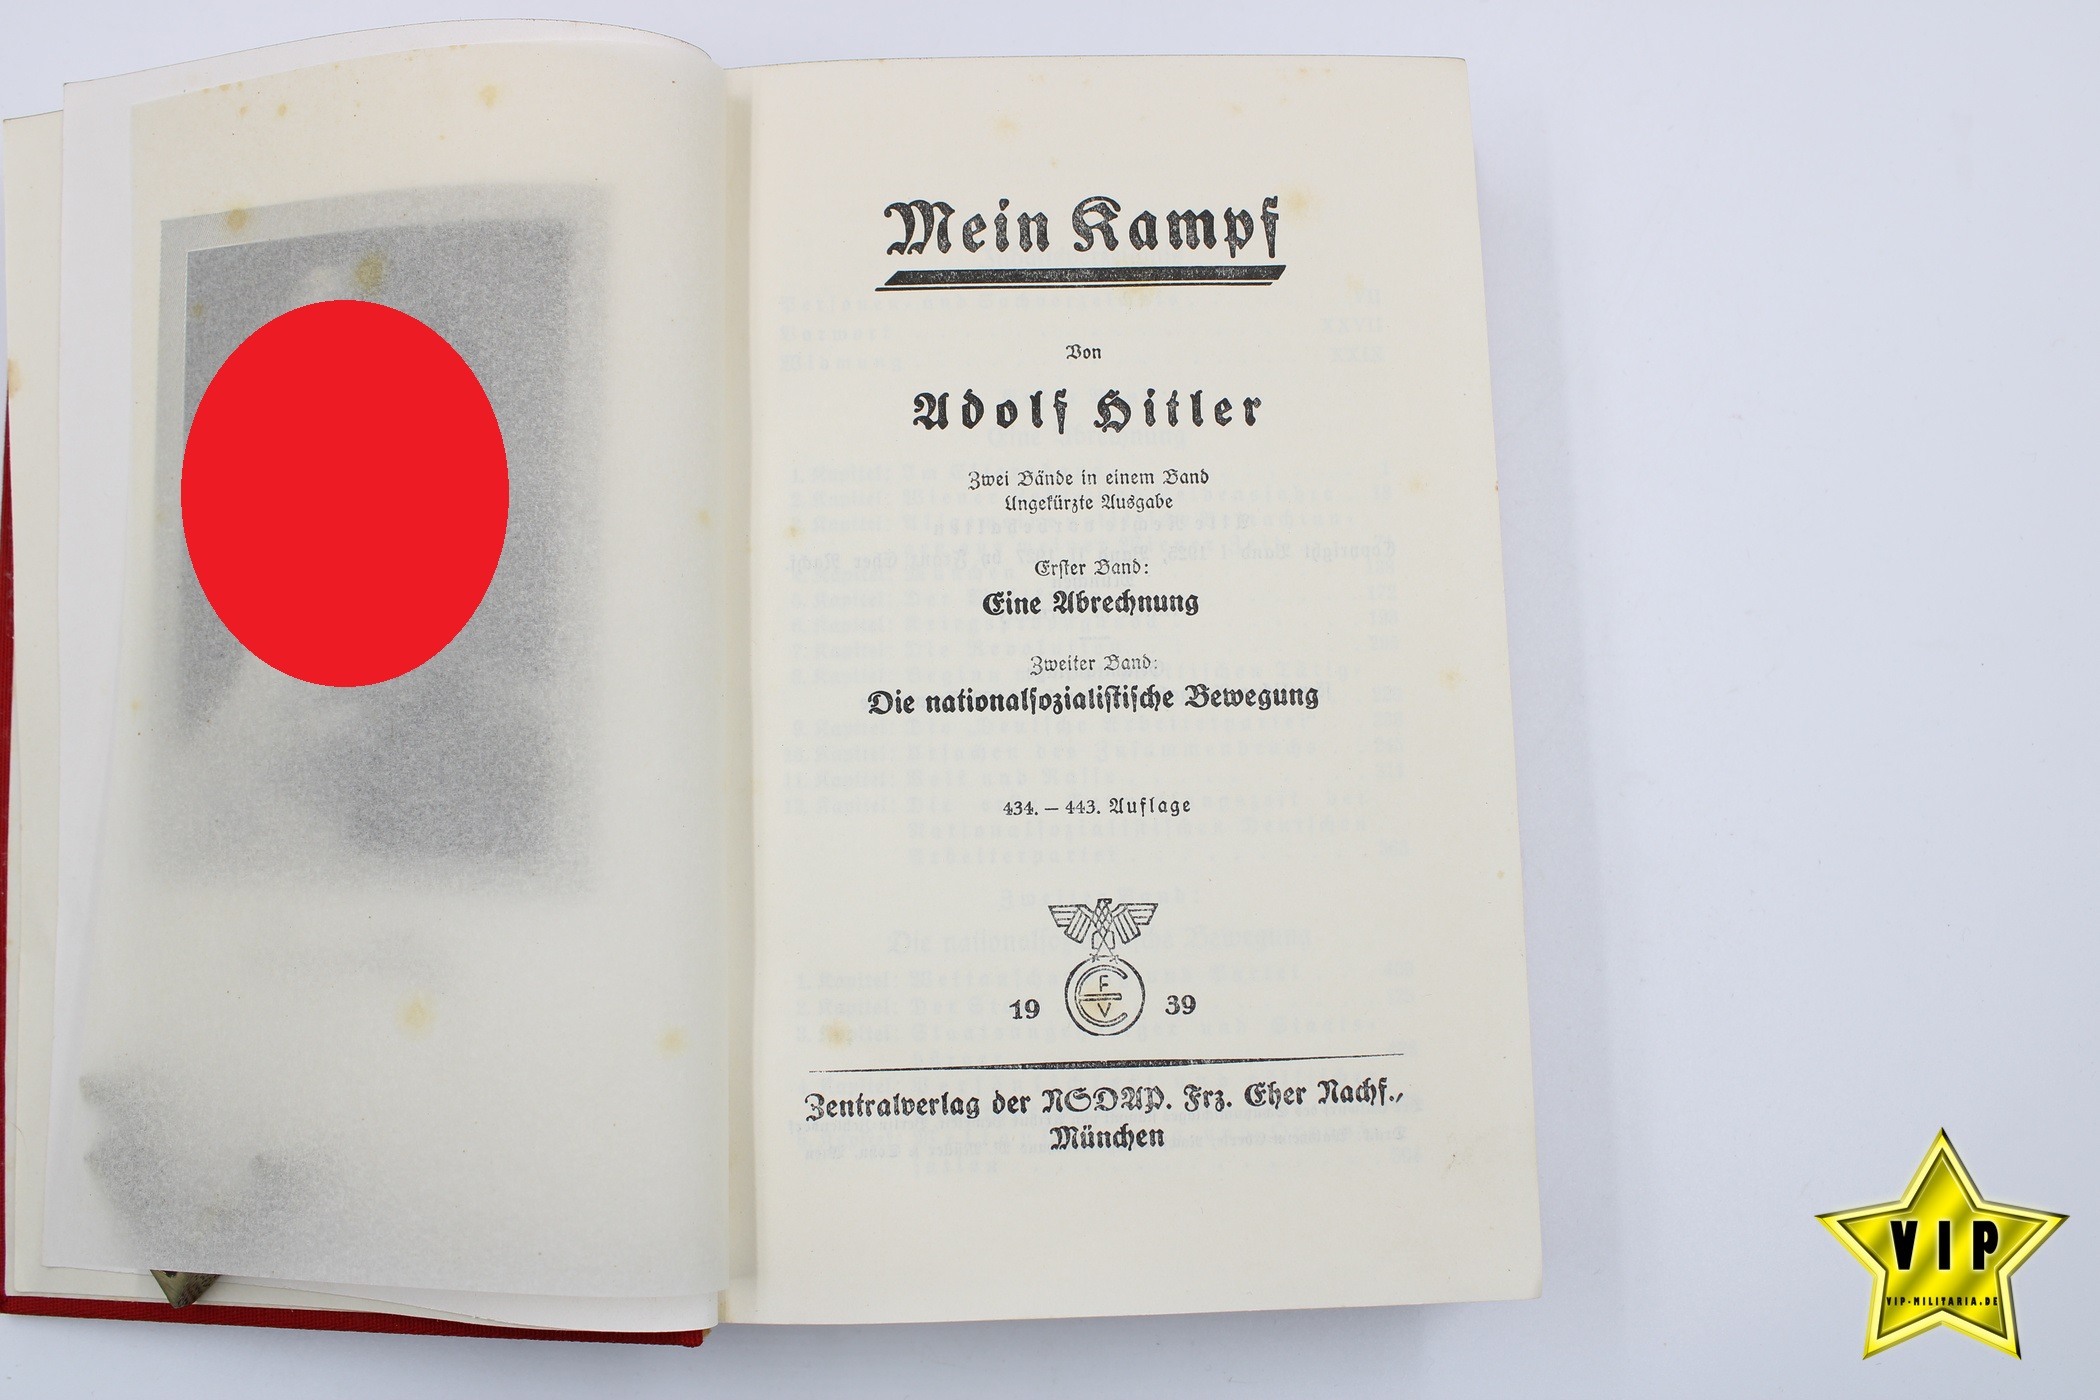 Mein Kampf
Von
Adolf Hitler
Zwei Bände in einem Band
Ungekürzte Ausgabe
Erster Band:
Eine Abrechnung
Zweiter Band:
Die nationalsozialistische Bewegung
434. – 443. Auflage
F
V
19 39
Zentralverlag der NSDAP. Frz. Eher Nachf.,
München
VIP
VIP-MILITARIA.DE